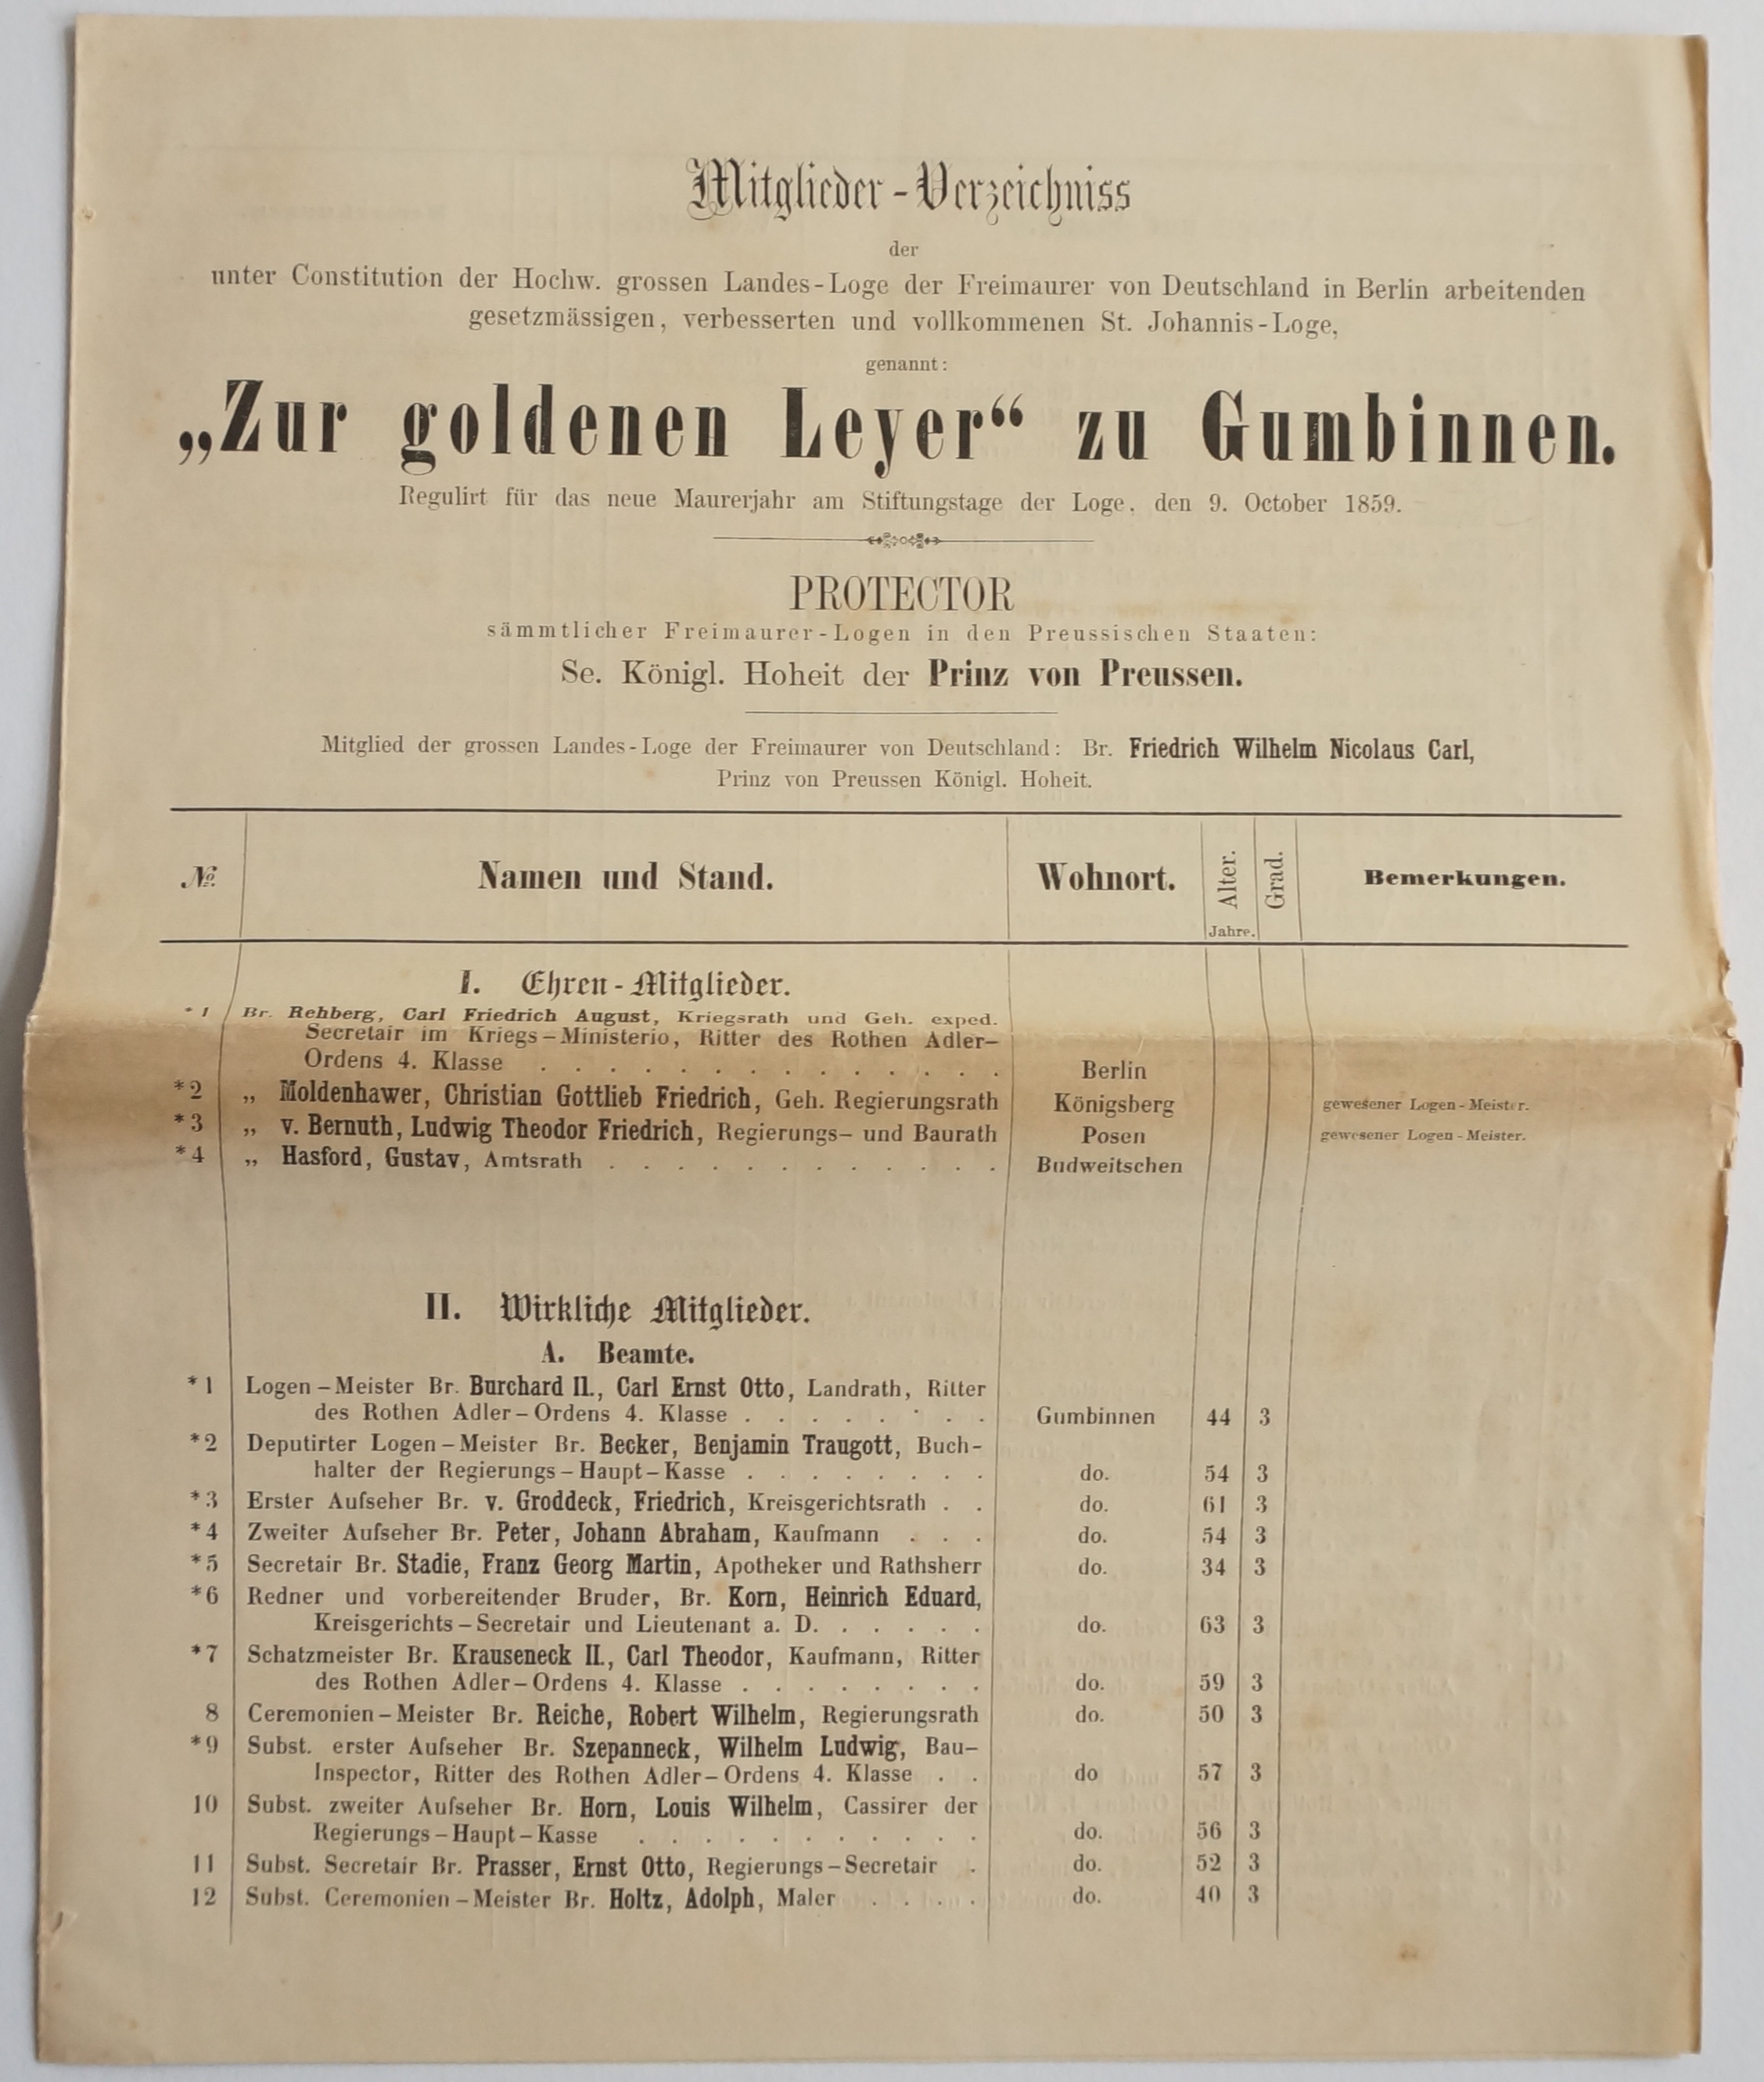 Mitglieder-Verzeichniss
der
unter Constitution der Hochw. grossen Landes-Loge der Freimaurer von Deutschland in Berlin arbeitenden
gesetzmässigen, verbesserten und vollkommenen St. Johannis-Loge,
genannt:
„Zur goldenen Leyer“ zu Gumbinnen.
Regulirt für das neue Maurerjahr am Stiftungstage der Loge, den 9. October 1859.
PROTECTOR
sämmtlicher Freimaurer-Logen in den Preussischen Staaten:
Se. Königl. Hoheit der Prinz von Preussen.
Mitglied der grossen Landes-Loge der Freimaurer von Deutschland: Br. Friedrich Wilhelm Nicolaus Carl,
Prinz von Preussen Königl. Hoheit.
No. Namen und Stand. Wohnort. Alter. Grad. Bemerkungen.
Jahre.
I. Ehren-Mitglieder.
*1 Br. Rehberg, Carl Friedrich August, Kriegsrath und Geh. exped.
Secretair im Kriegs-Ministerio, Ritter des Rothen Adler-
Ordens 4. Klasse . . . . . . . . . . . . . Berlin
*2 „ Moldenhawer, Christian Gottlieb Friedrich, Geh. Regierungsrath Königsberg gewesener Logen-Meister.
*3 „ v. Bernuth, Ludwig Theodor Friedrich, Regierungs- und Baurath Posen gewesener Logen-Meister.
*4 „ Hasford, Gustav, Amtsrath . . . . . . . . . . . . Budweitschen
II. Wirkliche Mitglieder.
A. Beamte.
*1 Logen-Meister Br. Burchard II., Carl Ernst Otto, Landrath, Ritter
des Rothen Adler-Ordens 4. Klasse . . . . . . . . Gumbinnen 44 3
*2 Deputirter Logen-Meister Br. Becker, Benjamin Traugott, Buch-
halter der Regierungs-Haupt-Kasse . . . . . . . . do. 54 3
*3 Erster Aufseher Br. v. Groddeck, Friedrich, Kreisgerichtsrath . . do. 61 3
*4 Zweiter Aufseher Br. Peter, Johann Abraham, Kaufmann . . . do. 54 3
*5 Secretair Br. Stadie, Franz Georg Martin, Apotheker und Rathsherr do. 34 3
*6 Redner und vorbereitender Bruder, Br. Korn, Heinrich Eduard,
Kreisgerichts-Secretair und Lieutenant a. D. . . . . . do. 63 3
*7 Schatzmeister Br. Krauseneck II., Carl Theodor, Kaufmann, Ritter
des Rothen Adler-Ordens 4. Klasse . . . . . . . . do. 59 3
8 Ceremonien-Meister Br. Reiche, Robert Wilhelm, Regierungsrath do. 50 3
*9 Subst. erster Aufseher Br. Szepanneck, Wilhelm Ludwig, Bau-
Inspector, Ritter des Rothen Adler-Ordens 4. Klasse . . do 57 3
10 Subst. zweiter Aufseher Br. Horn, Louis Wilhelm, Cassirer der
Regierungs-Haupt-Kasse . . . . . . . . . . . do. 56 3
11 Subst. Secretair Br. Prasser, Ernst Otto, Regierungs-Secretair . do. 52 3
12 Subst. Ceremonien-Meister Br. Holtz, Adolph, Maler . . . . do. 40 3